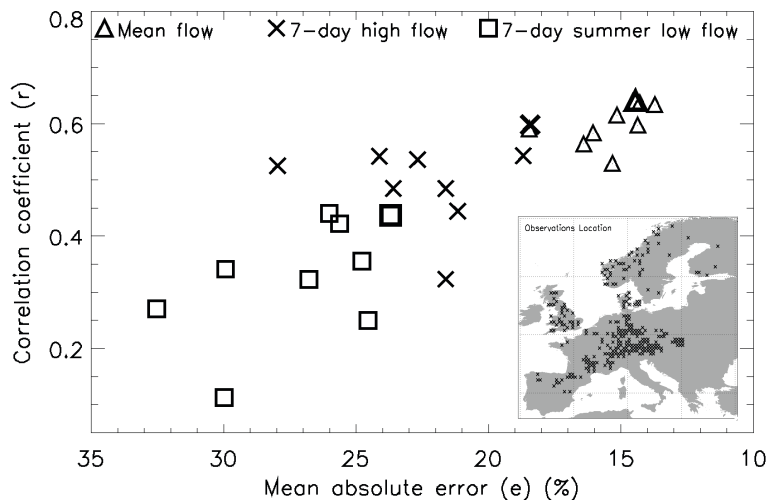 0.8
Mean flow 7-day high flow 7-day summer low flow
0.6
0.4
0.2
Correlation coefficient (r)
Observations Location
35 30 25 20 15 10
Mean absolute error (e) (%)